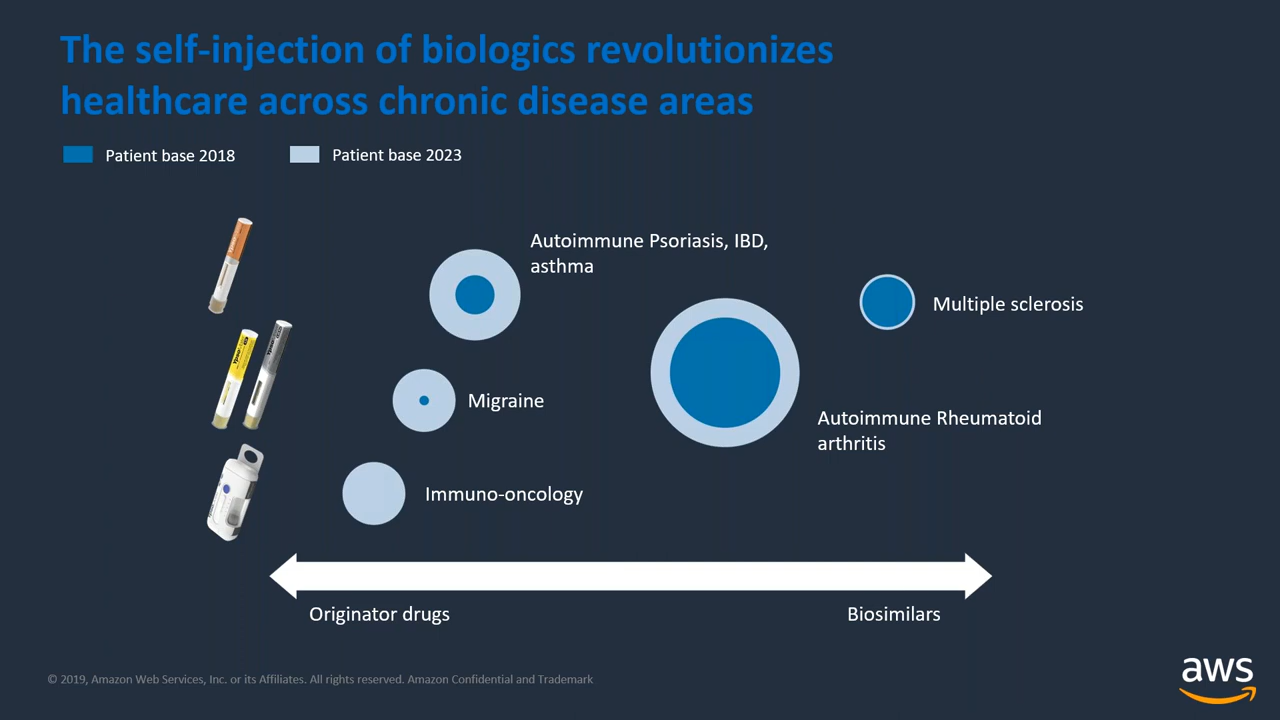 The self-injection of biologics revolutionizes
healthcare across chronic disease areas
Patient base 2018
Patient base 2023
Autoimmune Psoriasis, IBD,
asthma
Multiple sclerosis
Migraine
Autoimmune Rheumatoid
arthritis
Immuno-oncology
Originator drugs
Biosimilars
© 2019, Amazon Web Services, Inc. or its Affiliates. All rights reserved. Amazon Confidential and Trademark
aws